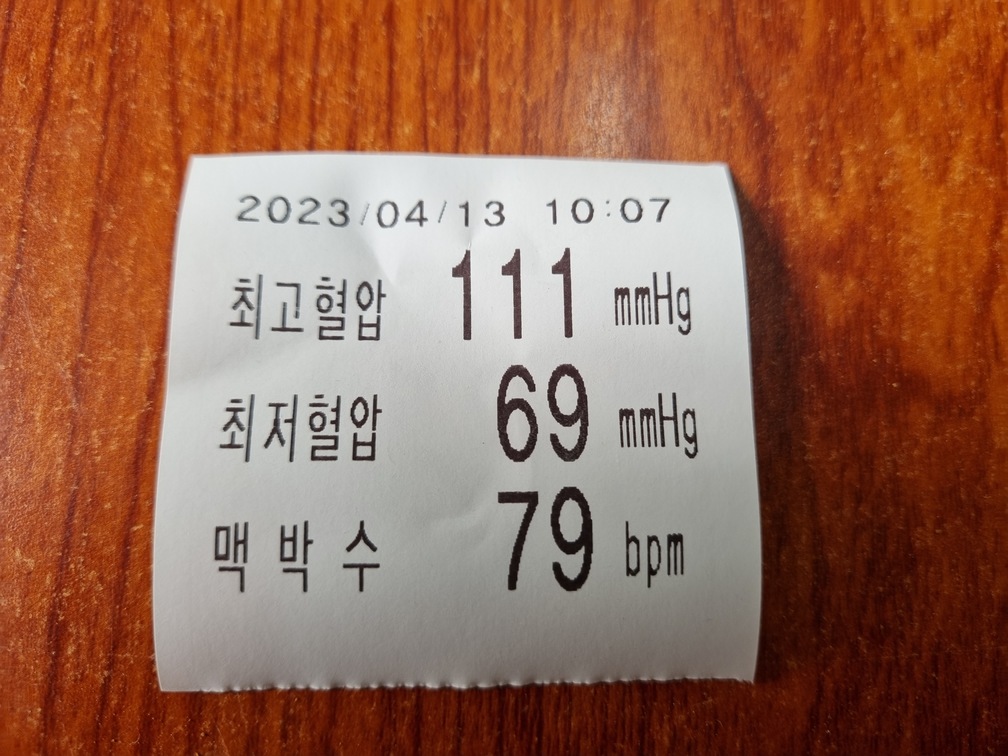 2023/04/13 10:07
최고혈압 111 mmHg
최저혈압 69 mmHg
맥박수 79 bpm